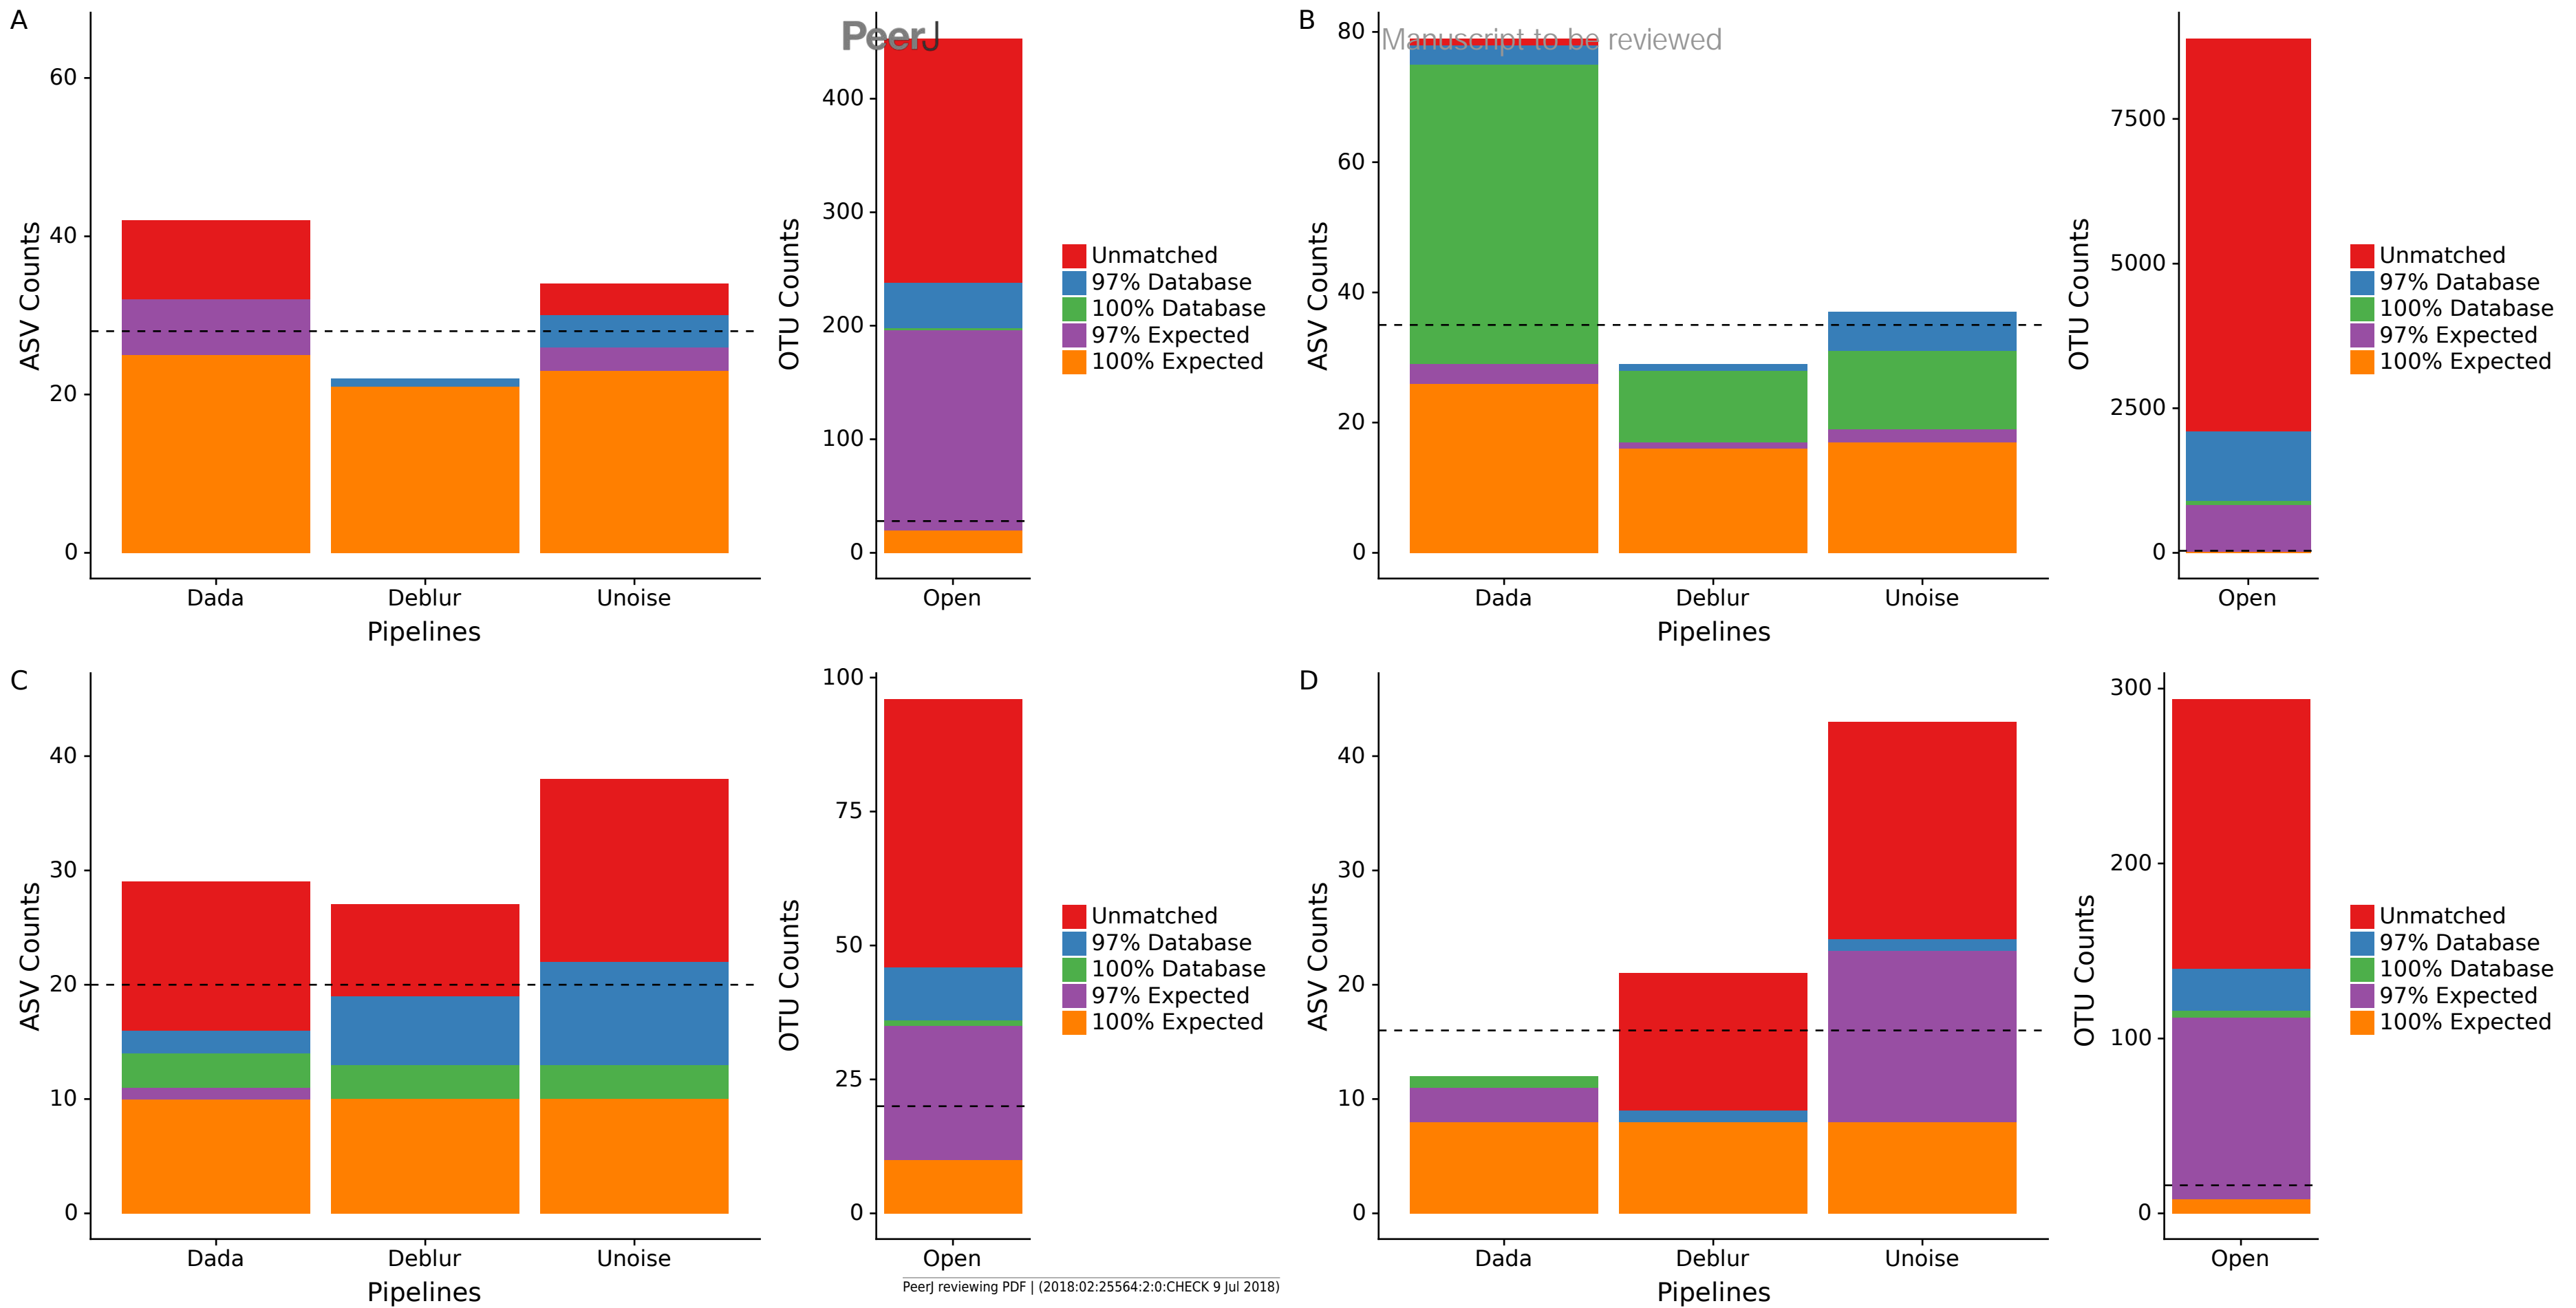 PeerJ
Manuscript to be reviewed
A
ASV Counts
60
40
20
0
Dada
Deblur
Unoise
Pipelines
OTU Counts
400
300
200
100
0
Open
Unmatched
97% Database
100% Database
97% Expected
100% Expected
B
ASV Counts
80
60
40
20
0
Dada
Deblur
Unoise
Pipelines
OTU Counts
7500
5000
2500
0
Open
Unmatched
97% Database
100% Database
97% Expected
100% Expected
C
ASV Counts
40
30
20
10
0
Dada
Deblur
Unoise
Pipelines
OTU Counts
100
75
50
25
0
Open
Unmatched
97% Database
100% Database
97% Expected
100% Expected
D
ASV Counts
40
30
20
10
0
Dada
Deblur
Unoise
Pipelines
OTU Counts
300
200
100
0
Open
Unmatched
97% Database
100% Database
97% Expected
100% Expected
PeerJ reviewing PDF | (2018:02:25564:2:0:CHECK 9 Jul 2018)